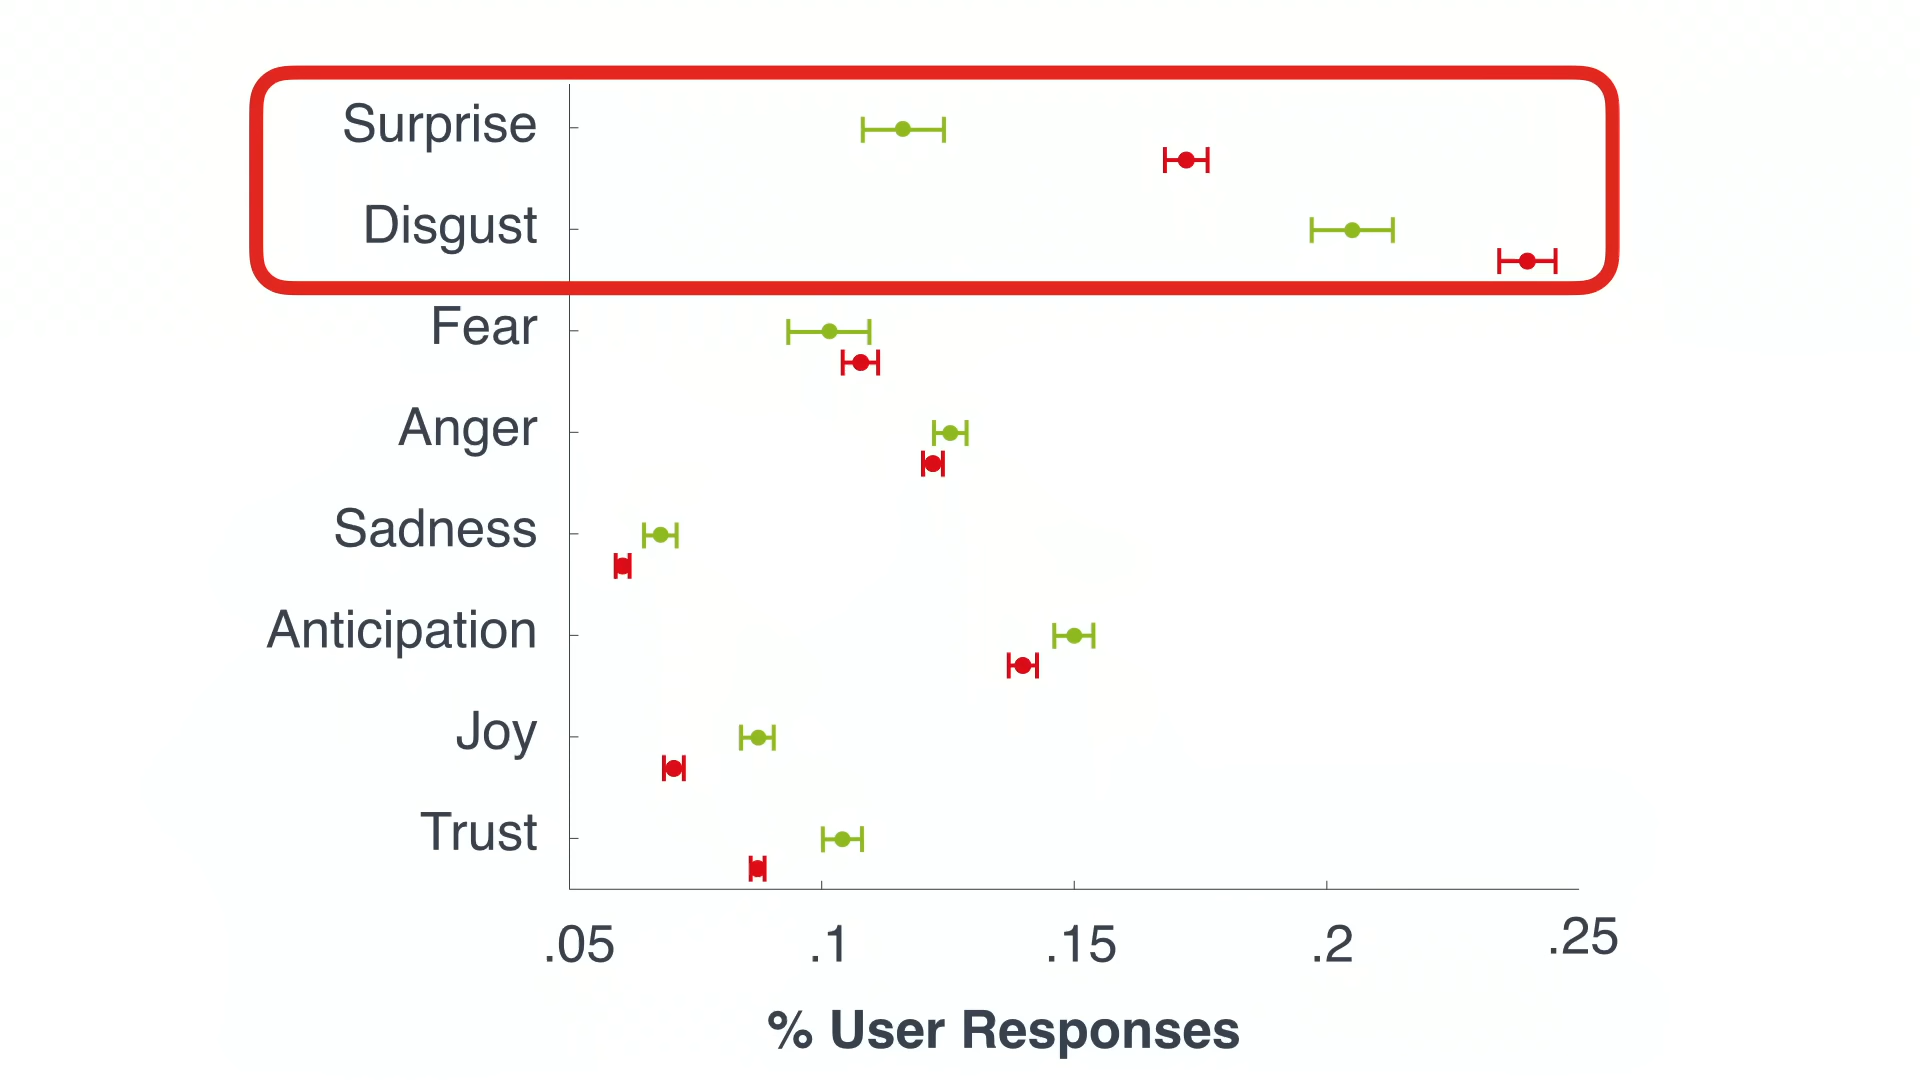 Surprise
Disgust
Fear
Anger
Sadness
Anticipation
Joy
Trust
.05 .1 .15 .2 .25
% User Responses